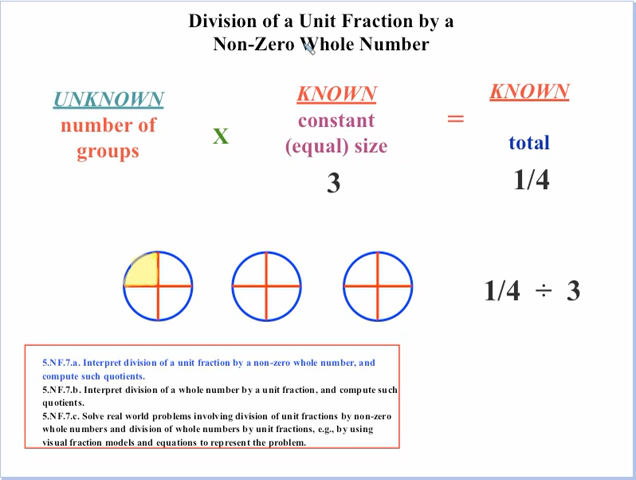 Division of a Unit Fraction by a
Non-Zero Whole Number
UNKNOWN
number of
groups
X
KNOWN
constant
(equal) size
3
=
KNOWN
total
1/4
1/4 ÷ 3
5.NF.7.a. Interpret division of a unit fraction by a non-zero whole number, and
compute such quotients.
5.NF.7.b. Interpret division of a whole number by a unit fraction, and compute such
quotients.
5.NF.7.c. Solve real world problems involving division of unit fractions by non-zero
whole numbers and division of whole numbers by unit fractions, e.g., by using
visual fraction models and equations to represent the problem.